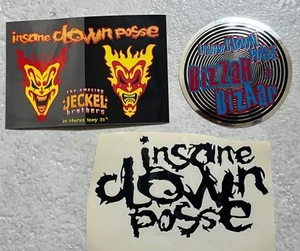 insane clown posse
the amazing
JECKEL
brothers
in stores may 25th
insane clown
posse
BIZZAR
BIZAAR
insane
clown
posse